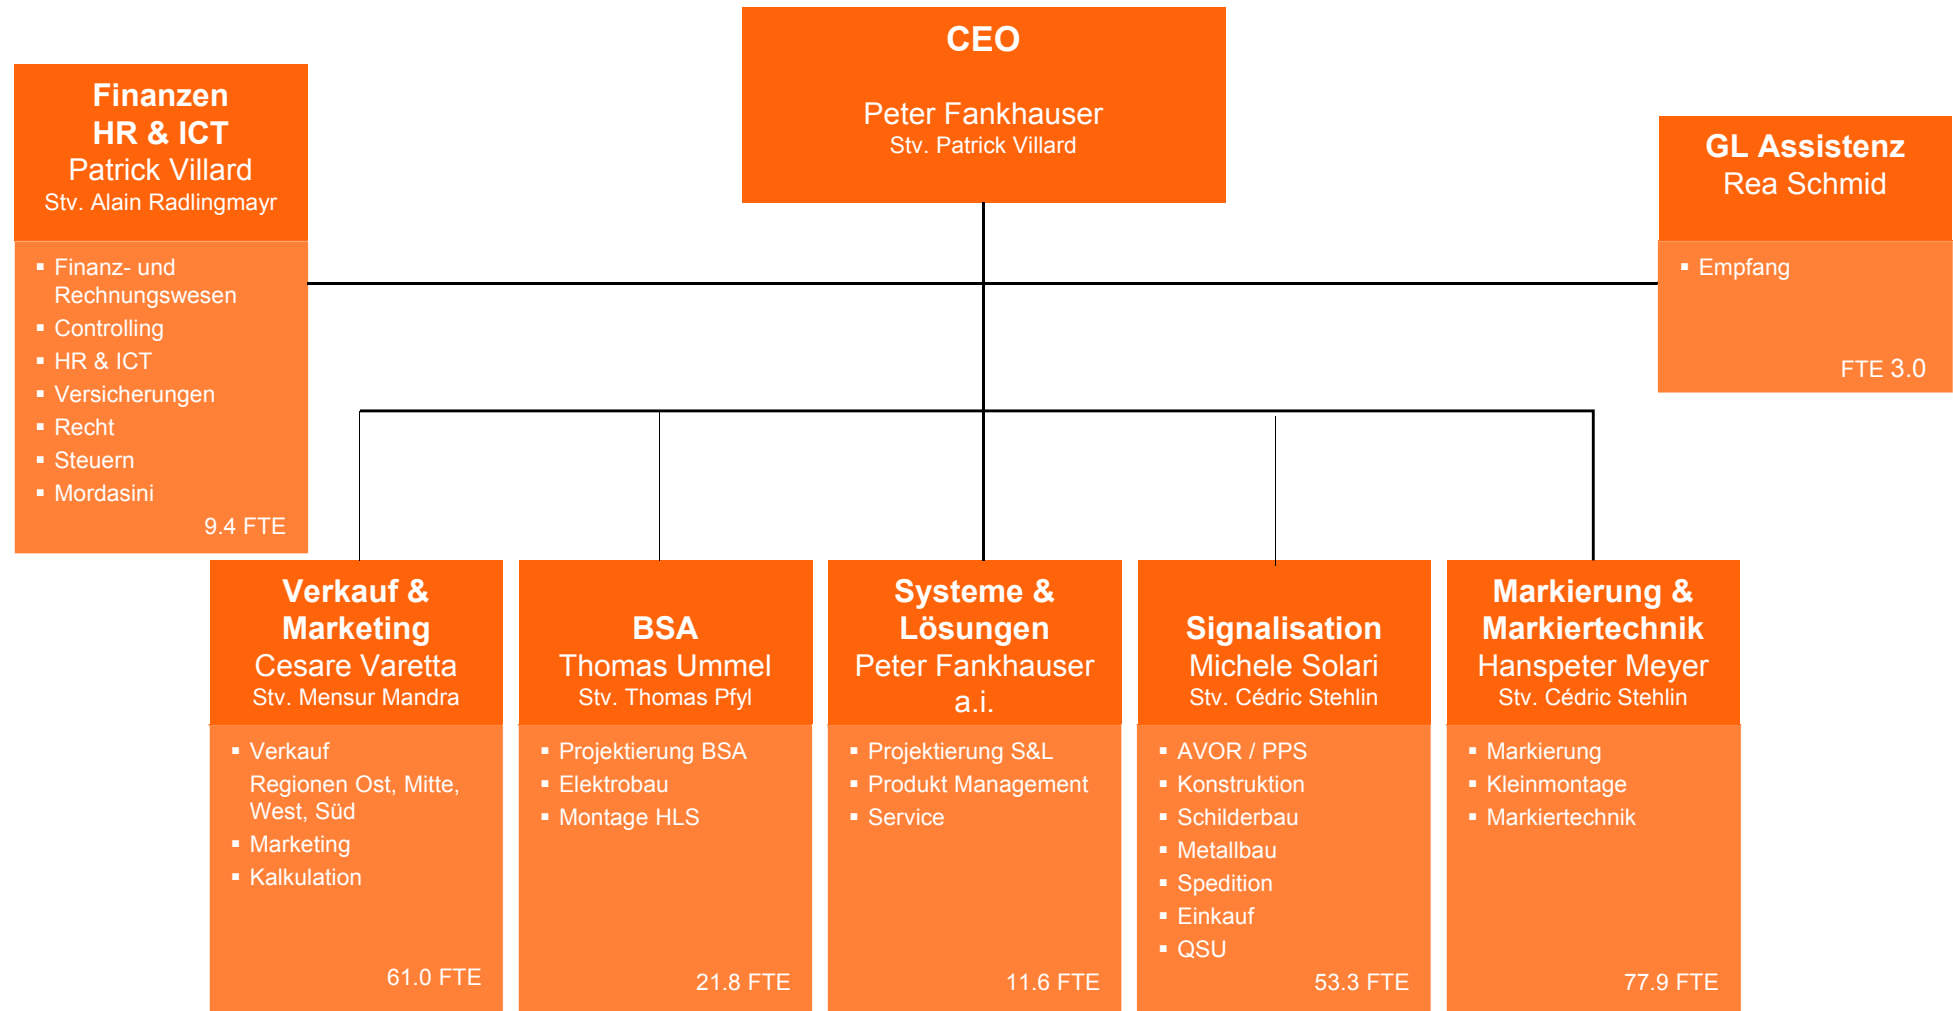 CEO
Peter Fankhauser
Stv. Patrick Villard
Finanzen
HR & ICT
Patrick Villard
Stv. Alain Radlingmayr
▪ Finanz- und
Rechnungswesen
▪ Controlling
▪ HR & ICT
▪ Versicherungen
▪ Recht
▪ Steuern
▪ Mordasini
9.4 FTE
GL Assistenz
Rea Schmid
▪ Empfang
FTE 3.0
Verkauf &
Marketing
Cesare Varetta
Stv. Mensur Mandra
▪ Verkauf
Regionen Ost, Mitte,
West, Süd
▪ Marketing
▪ Kalkulation
61.0 FTE
BSA
Thomas Ummel
Stv. Thomas Pfyl
▪ Projektierung BSA
▪ Elektrobau
▪ Montage HLS
21.8 FTE
Systeme &
Lösungen
Peter Fankhauser
a.i.
▪ Projektierung S&L
▪ Produkt Management
▪ Service
11.6 FTE
Signalisation
Michele Solari
Stv. Cédric Stehlin
▪ AVOR / PPS
▪ Konstruktion
▪ Schilderbau
▪ Metallbau
▪ Spedition
▪ Einkauf
▪ QSU
53.3 FTE
Markierung &
Markiertechnik
Hanspeter Meyer
Stv. Cédric Stehlin
▪ Markierung
▪ Kleinmontage
▪ Markiertechnik
77.9 FTE